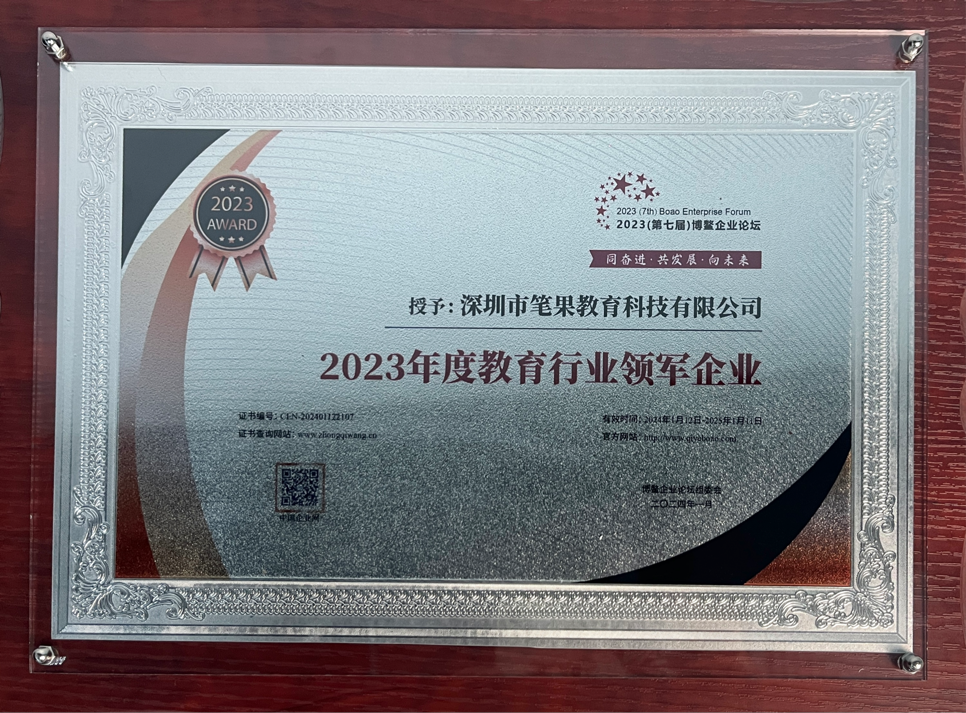 2023
AWARD
2023 (7th) Boao Enterprise Forum
2023(第七届)博鳌企业论坛
同奋进·共发展·向未来
授予: 深圳市笔果教育科技有限公司
2023年度教育行业领军企业
证书编号: CEN-202401122107
证书查询网站: www.zhongqiwang.cn
有效时间: 2024年1月12日-2025年1月11日
官方网站: http://www.qiyeboao.com
中国企业网
博鳌企业论坛组委会
二〇二四年一月